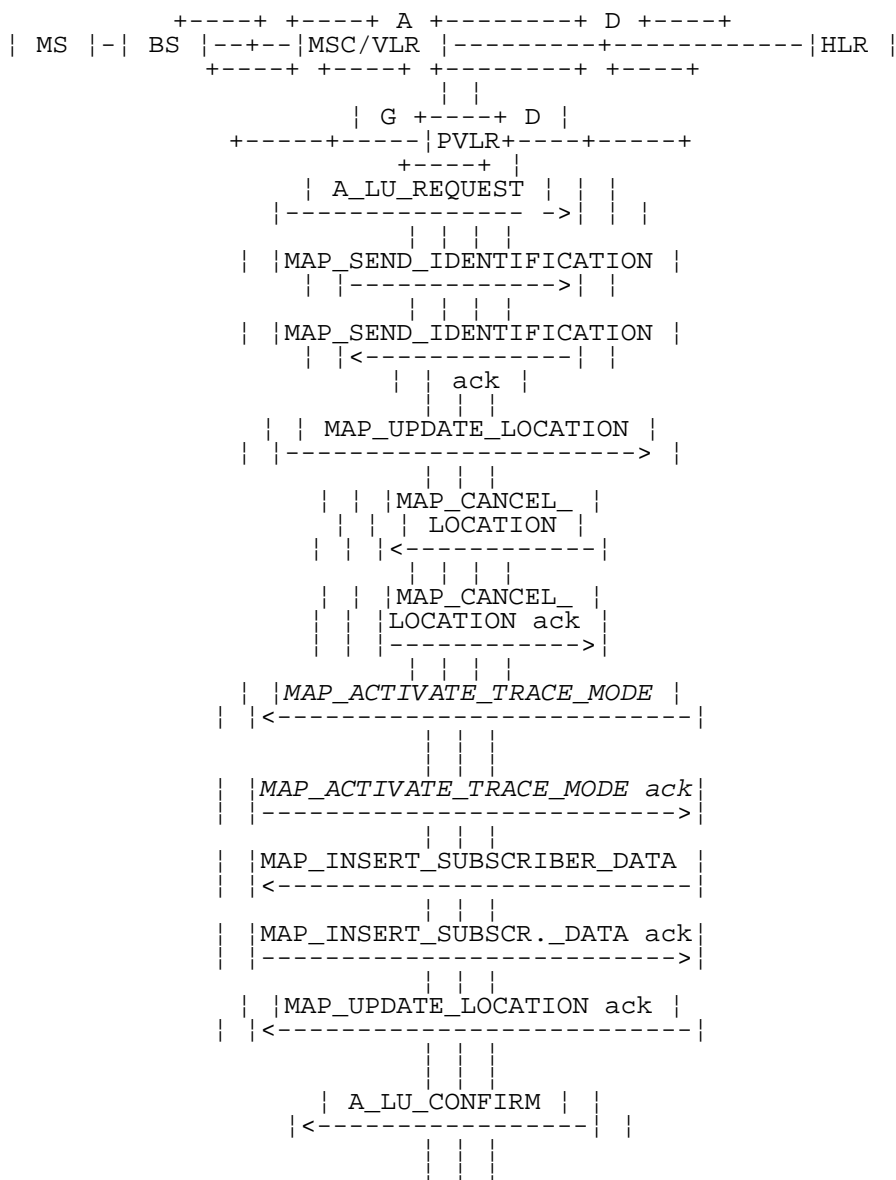 +----+ +----+ A +--------+ D +----+
¦ MS ¦-¦ BS ¦--+--¦MSC/VLR ¦---------+------------¦HLR ¦
+----+ +----+ +--------+ +----+
¦ ¦
¦ G +----+ D ¦
+-----+-----¦PVLR+----+-----+
+----+ ¦
¦ A_LU_REQUEST ¦ ¦ ¦
¦--------------- ->¦ ¦ ¦
¦ ¦ ¦ ¦
¦ ¦MAP_SEND_IDENTIFICATION ¦
¦ ¦------------->¦ ¦
¦ ¦ ¦ ¦
¦ ¦MAP_SEND_IDENTIFICATION ¦
¦ ¦<-------------¦ ¦
¦ ¦ ack ¦
¦ ¦ ¦
¦ ¦ MAP_UPDATE_LOCATION ¦
¦ ¦----------------------> ¦
¦ ¦ ¦
¦ ¦ ¦MAP_CANCEL_ ¦
¦ ¦ ¦ LOCATION ¦
¦ ¦ ¦<------------¦
¦ ¦ ¦ ¦
¦ ¦ ¦MAP_CANCEL_ ¦
¦ ¦ ¦LOCATION ack ¦
¦ ¦ ¦------------>¦
¦ ¦ ¦ ¦
¦ ¦MAP_ACTIVATE_TRACE_MODE ¦
¦ ¦<-------------------------¦
¦ ¦ ¦
¦ ¦ ¦
¦ ¦MAP_ACTIVATE_TRACE_MODE ack¦
¦ ¦------------------------->¦
¦ ¦ ¦
¦ ¦MAP_INSERT_SUBSCRIBER_DATA ¦
¦ ¦<-------------------------¦
¦ ¦ ¦
¦ ¦MAP_INSERT_SUBSCR._DATA ack¦
¦ ¦------------------------->¦
¦ ¦ ¦
¦ ¦MAP_UPDATE_LOCATION ack ¦
¦ ¦<-------------------------¦
¦ ¦ ¦
¦ ¦ ¦
¦ A_LU_CONFIRM ¦ ¦
¦<-----------------¦ ¦
¦ ¦ ¦
¦ ¦ ¦